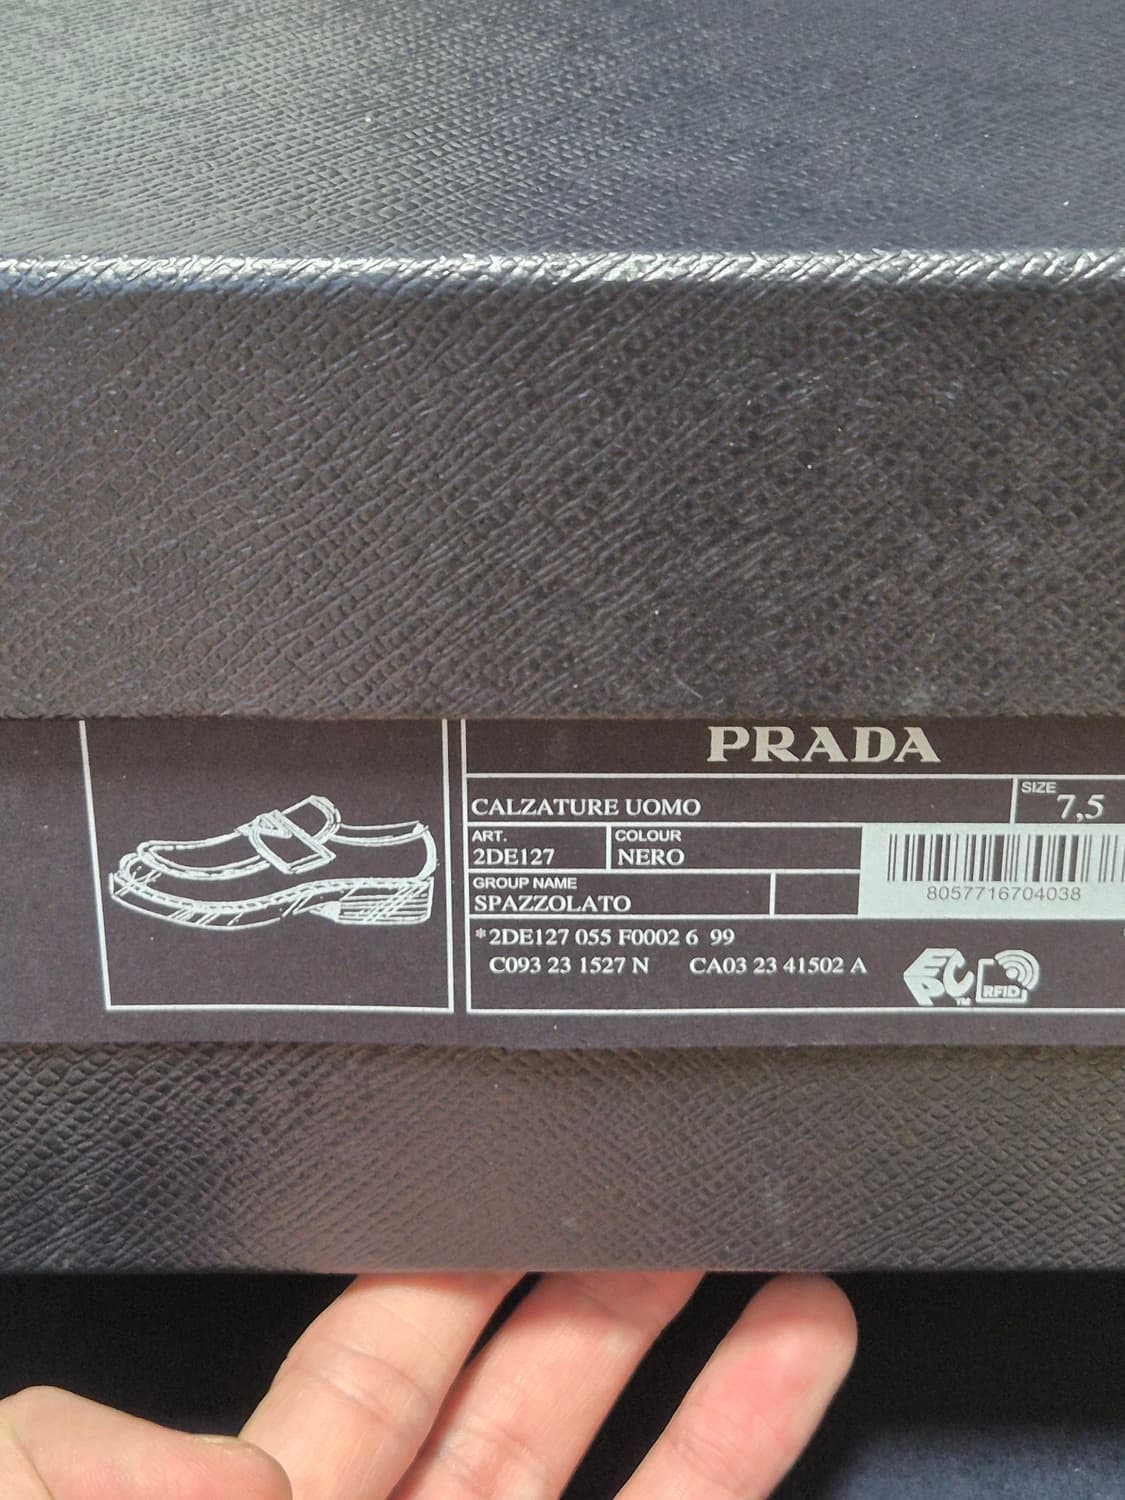 PRADA
CALZATURE UOMO
SIZE 7,5
ART.
2DE127
COLOUR
NERO
8057716704038
GROUP NAME
SPAZZOLATO
*2DE127 055 F0002 6 99
C093 23 1527 N CA03 23 41502 A
EPC™ RFID